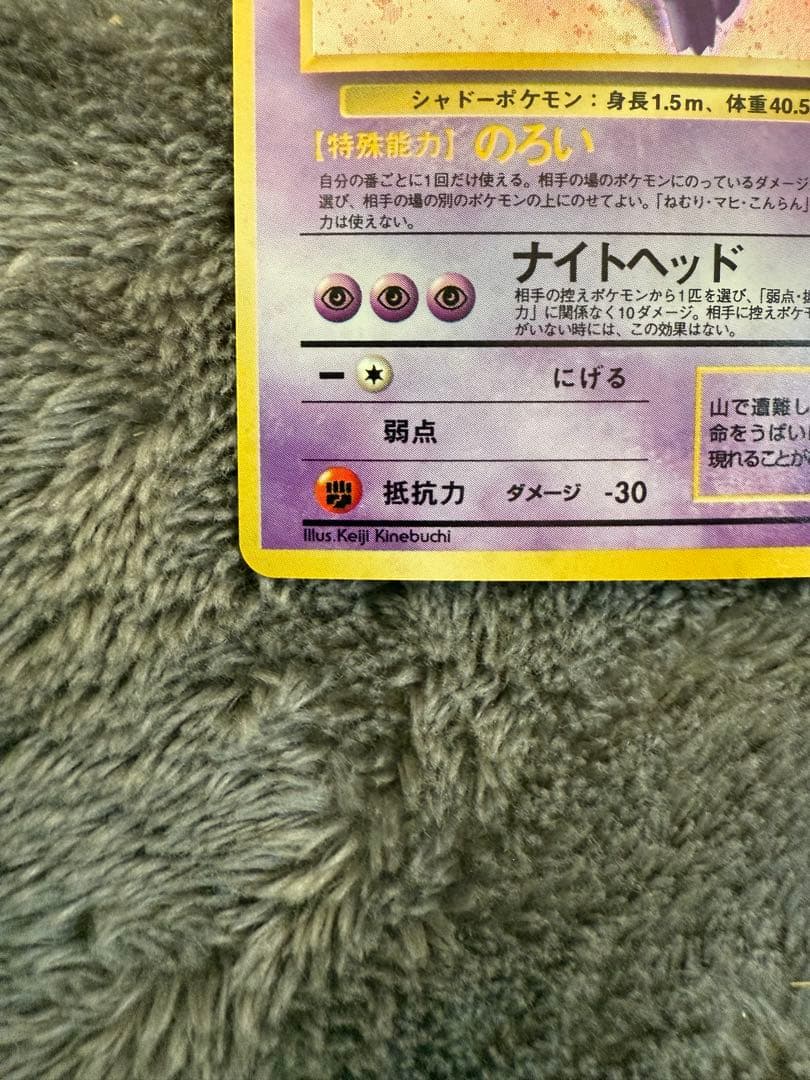 シャドーポケモン：身長1.5m、体重40.5
【特殊能力】 のろい
自分の番ごとに1回だけ使える。相手の場のポケモンにのっているダメージ
選び、相手の場の別のポケモンの上にのせてよい。「ねむり・マヒ・こんらん」
力は使えない。
ナイトヘッド
相手の控えポケモンから1匹を選び、「弱点・抵
力」に関係なく10ダメージ。相手に控えポケモ
がいない時には、この効果はない。
ー にげる
弱点
抵抗力 ダメージ -30
山で遭難し
命をうばいに
現れることが
Illus.Keiji Kinebuchi